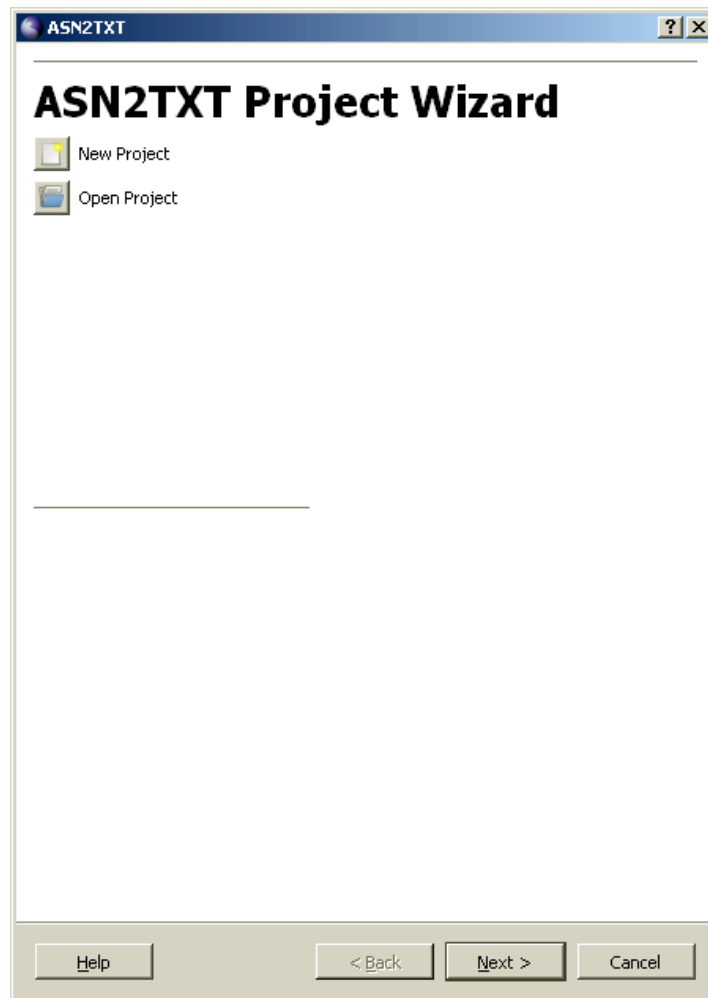 ASN2TXT
ASN2TXT Project Wizard
New Project
Open Project
Help
< Back
Next >
Cancel